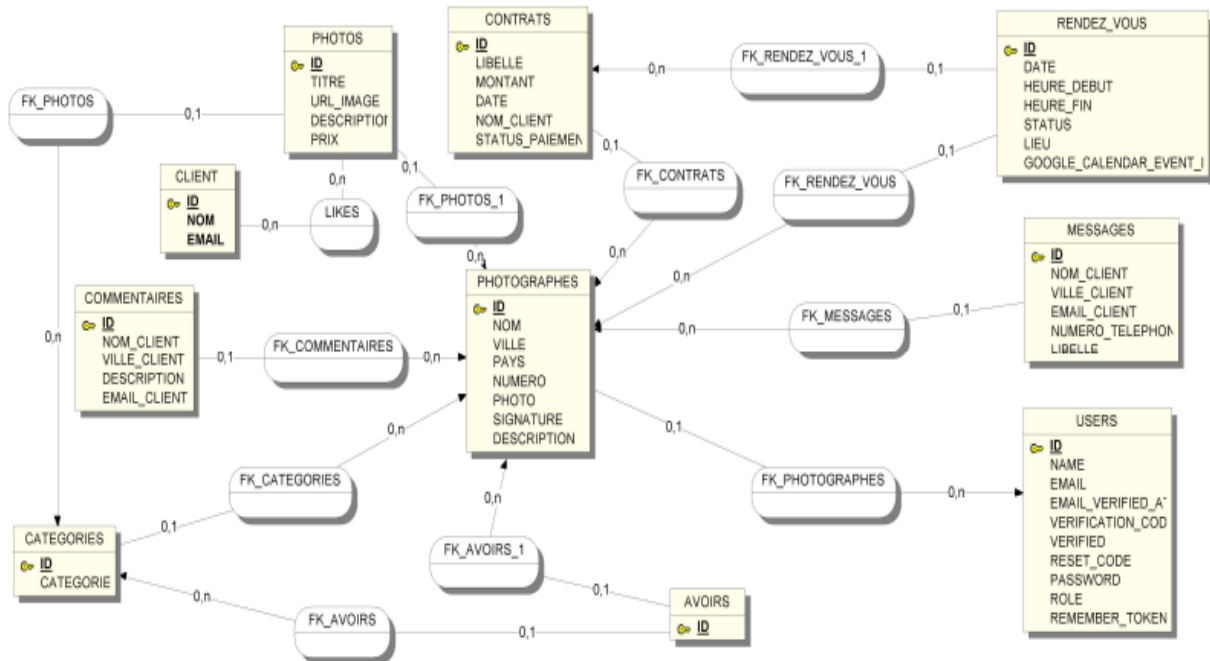 PHOTOS
ID
TITRE
URL_IMAGE
DESCRIPTION
PRIX
CONTRATS
ID
LIBELLE
MONTANT
DATE
NOM_CLIENT
STATUS_PAIEMEN
RENDEZ_VOUS
ID
DATE
HEURE_DEBUT
HEURE_FIN
STATUS
LIEU
GOOGLE_CALENDAR_EVENT_I
FK_RENDEZ_VOUS_1
0,n
0,1
FK_PHOTOS
0,1
0,n
CLIENT
ID
NOM
EMAIL
0,n
LIKES
0,n
0,1
FK_PHOTOS_1
0,n
0,1
FK_CONTRATS
0,n
0,1
FK_RENDEZ_VOUS
0,n
MESSAGES
ID
NOM_CLIENT
VILLE_CLIENT
EMAIL_CLIENT
NUMERO_TELEPHON
LIBELLE
0,1
FK_MESSAGES
0,n
PHOTOGRAPHES
ID
NOM
VILLE
PAYS
NUMERO
PHOTO
SIGNATURE
DESCRIPTION
COMMENTAIRES
ID
NOM_CLIENT
VILLE_CLIENT
DESCRIPTION
EMAIL_CLIENT
0,1
FK_COMMENTAIRES
0,n
0,n
FK_CATEGORIES
0,1
0,1
FK_PHOTOGRAPHES
0,n
USERS
ID
NAME
EMAIL
EMAIL_VERIFIED_AT
VERIFICATION_COD
VERIFIED
RESET_CODE
PASSWORD
ROLE
REMEMBER_TOKEN
CATEGORIES
ID
CATEGORIE
0,n
FK_AVOIRS_1
0,1
0,n
FK_AVOIRS
0,1
AVOIRS
ID